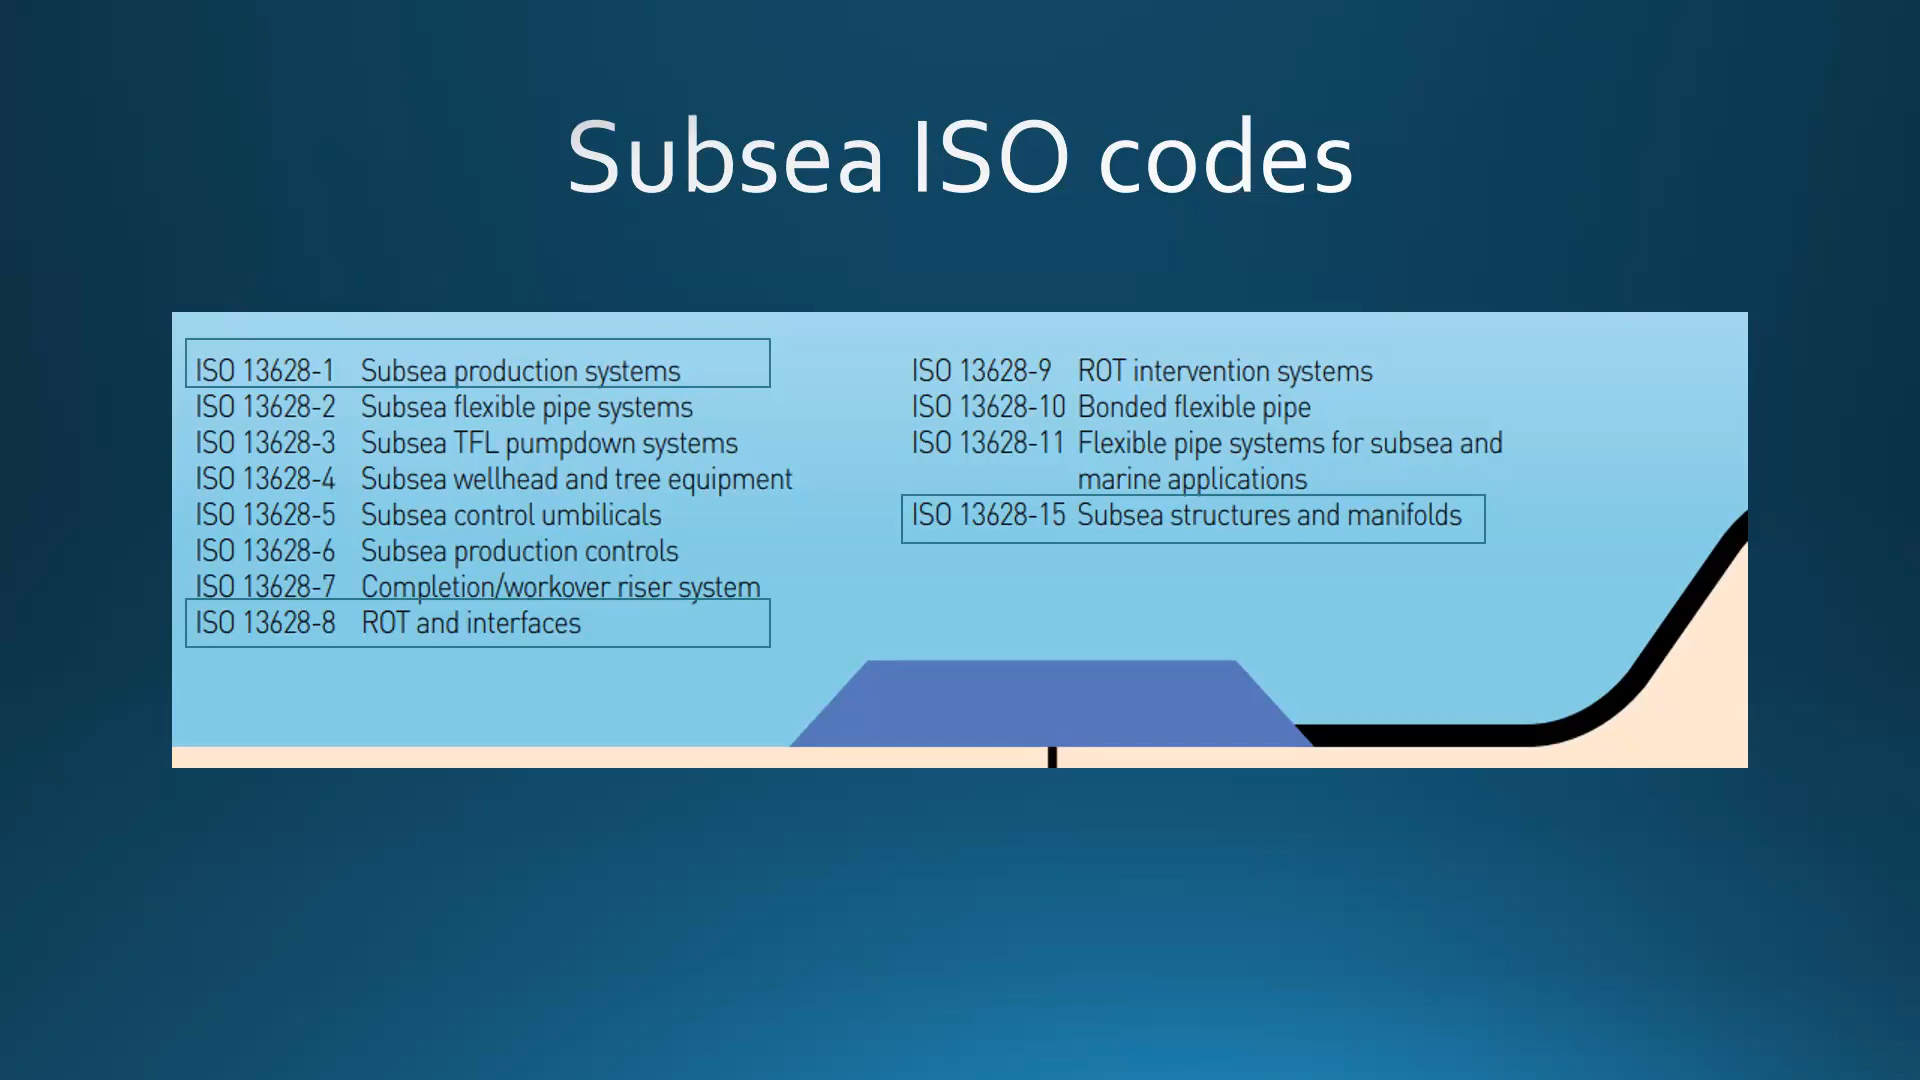 Subsea ISO codes
ISO 13628-1 Subsea production systems
ISO 13628-2 Subsea flexible pipe systems
ISO 13628-3 Subsea TFL pumpdown systems
ISO 13628-4 Subsea wellhead and tree equipment
ISO 13628-5 Subsea control umbilicals
ISO 13628-6 Subsea production controls
ISO 13628-7 Completion/workover riser system
ISO 13628-8 ROT and interfaces
ISO 13628-9 ROT intervention systems
ISO 13628-10 Bonded flexible pipe
ISO 13628-11 Flexible pipe systems for subsea and
marine applications
ISO 13628-15 Subsea structures and manifolds